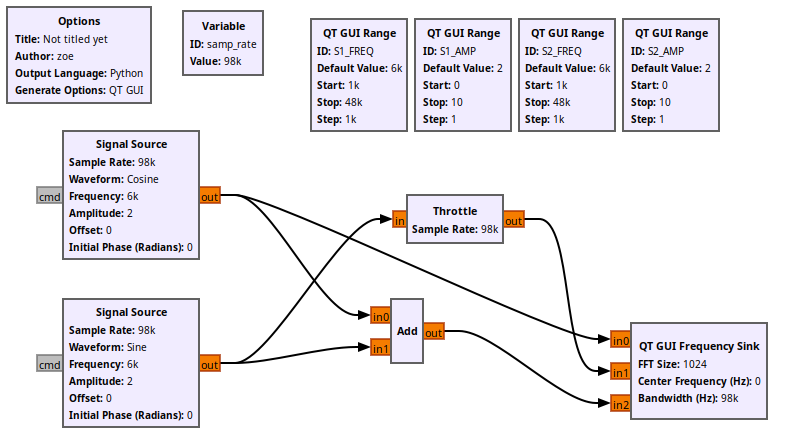 Options
Title: Not titled yet
Author: zoe
Output Language: Python
Generate Options: QT GUI
Variable
ID: samp_rate
Value: 98k
QT GUI Range
ID: S1_FREQ
Default Value: 6k
Start: 1k
Stop: 48k
Step: 1k
QT GUI Range
ID: S1_AMP
Default Value: 2
Start: 0
Stop: 10
Step: 1
QT GUI Range
ID: S2_FREQ
Default Value: 6k
Start: 1k
Stop: 48k
Step: 1k
QT GUI Range
ID: S2_AMP
Default Value: 2
Start: 0
Stop: 10
Step: 1
Signal Source
Sample Rate: 98k
Waveform: Cosine
Frequency: 6k
Amplitude: 2
Offset: 0
Initial Phase (Radians): 0
cmd
out
Throttle
Sample Rate: 98k
in
out
Signal Source
Sample Rate: 98k
Waveform: Sine
Frequency: 6k
Amplitude: 2
Offset: 0
Initial Phase (Radians): 0
cmd
out
in0
in1
Add
out
in0
in1
in2
QT GUI Frequency Sink
FFT Size: 1024
Center Frequency (Hz): 0
Bandwidth (Hz): 98k